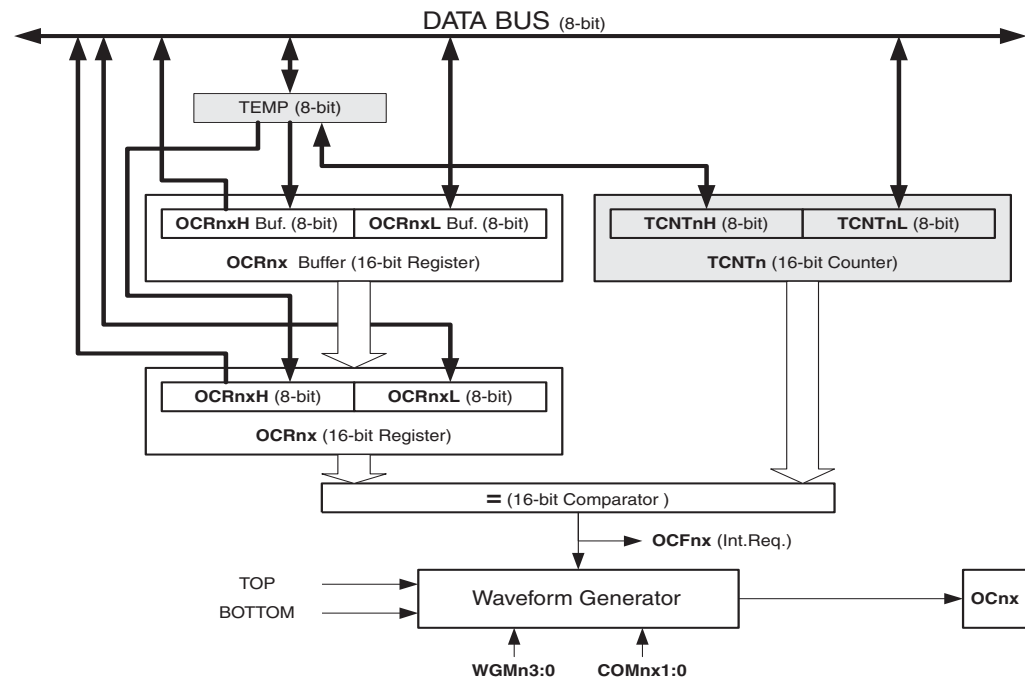 DATA BUS (8-bit)
TEMP (8-bit)
OCRnxH Buf. (8-bit) OCRnxL Buf. (8-bit)
OCRnx Buffer (16-bit Register)
TCNTnH (8-bit) TCNTnL (8-bit)
TCNTn (16-bit Counter)
OCRnxH (8-bit) OCRnxL (8-bit)
OCRnx (16-bit Register)
= (16-bit Comparator )
OCFnx (Int.Req.)
TOP
BOTTOM
Waveform Generator
OCnx
WGMn3:0 COMnx1:0